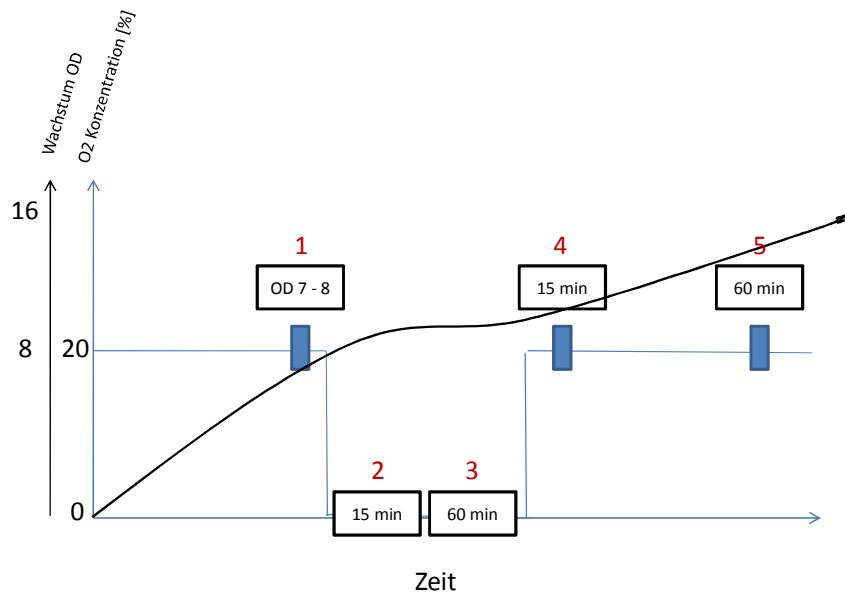 Wachstum OD
O2 Konzentration [%]
16
1
4
5
OD 7 - 8
15 min
60 min
8
20
2
3
0
15 min
60 min
Zeit